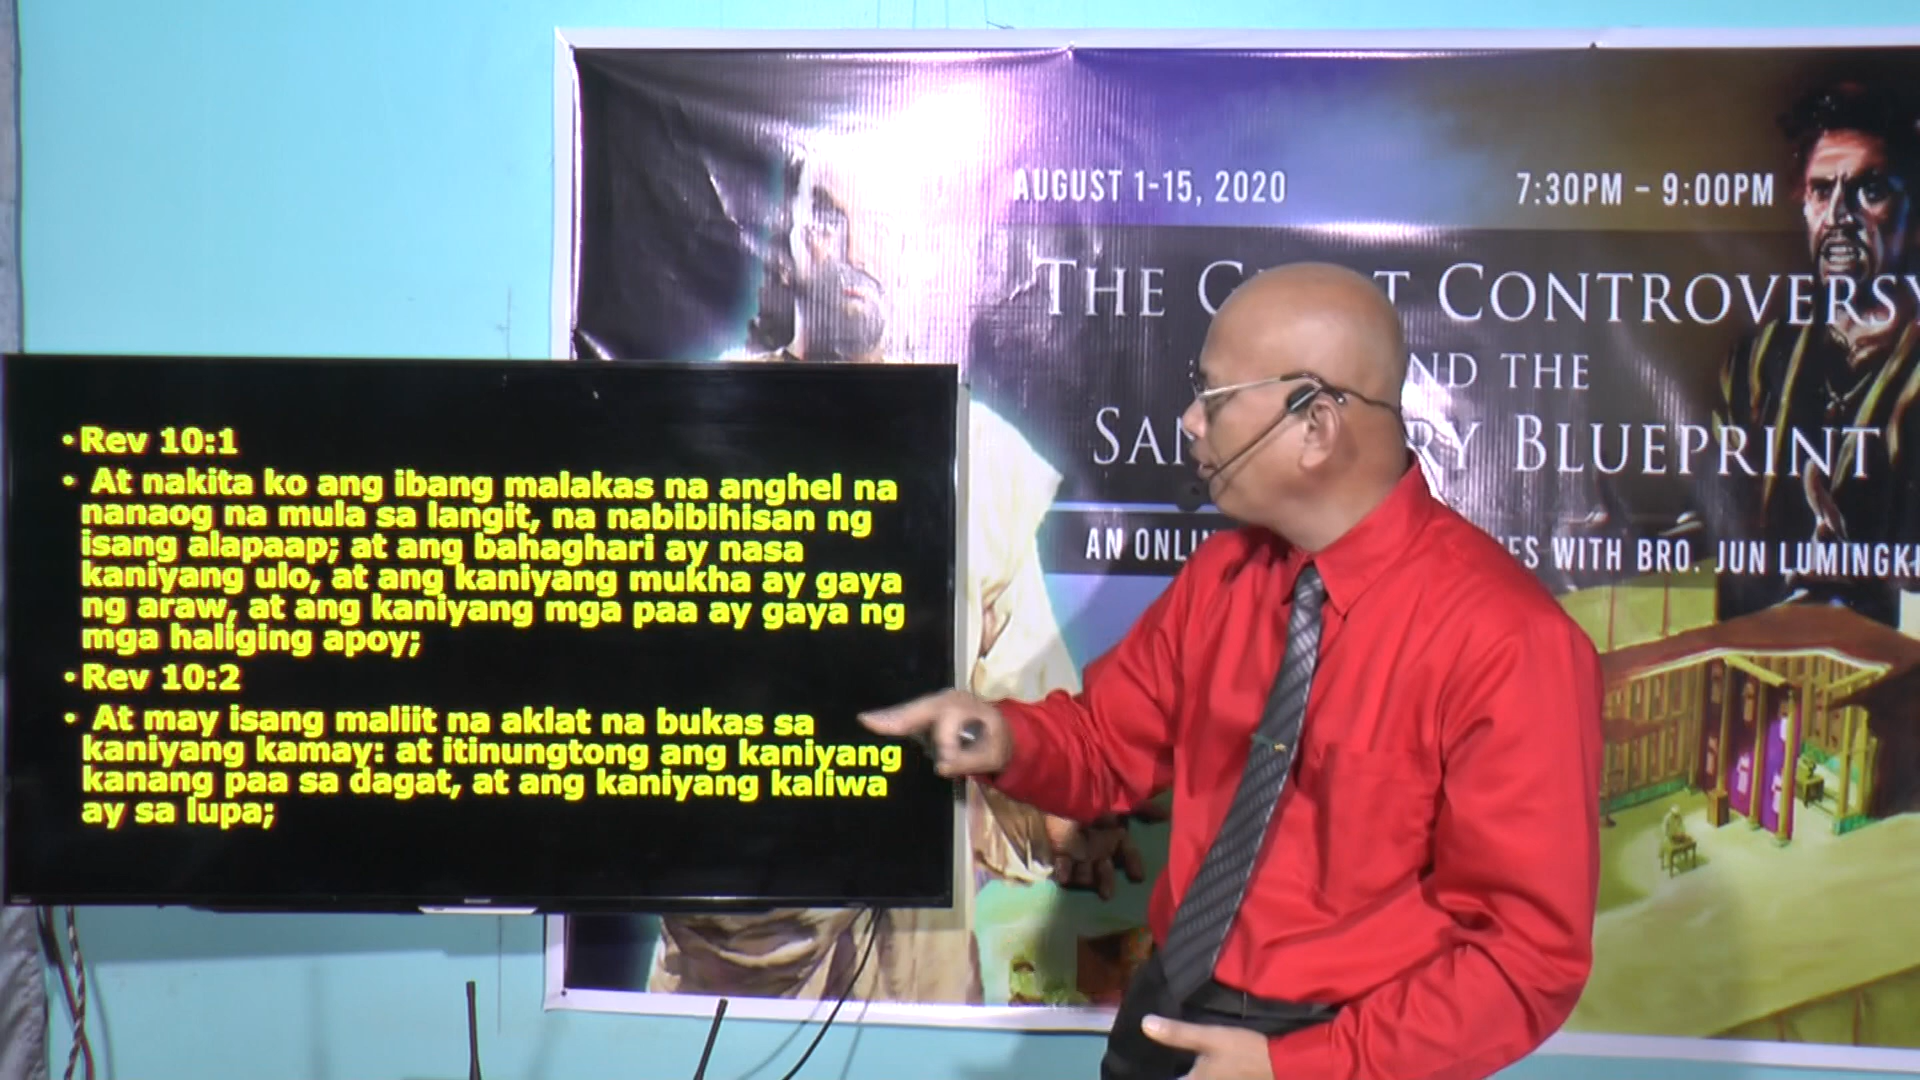 • Rev 10:1
• At nakita ko ang ibang malakas na anghel na
nanaog na mula sa langit, na nabibihisan ng
isang alapaap; at ang bahaghari ay nasa
kaniyang ulo, at ang kaniyang mukha ay gaya
ng araw, at ang kaniyang mga paa ay gaya ng
mga haliging apoy;
• Rev 10:2
• At may isang maliit na aklat na bukas sa
kaniyang kamay: at itinungtong ang kaniyang
kanang paa sa dagat, at ang kaniyang kaliwa
ay sa lupa;
AUGUST 1-15, 2020 7:30PM - 9:00PM
THE CONTROVERSY
THE
BLUEPRINT
AN WITH BRO. JUN